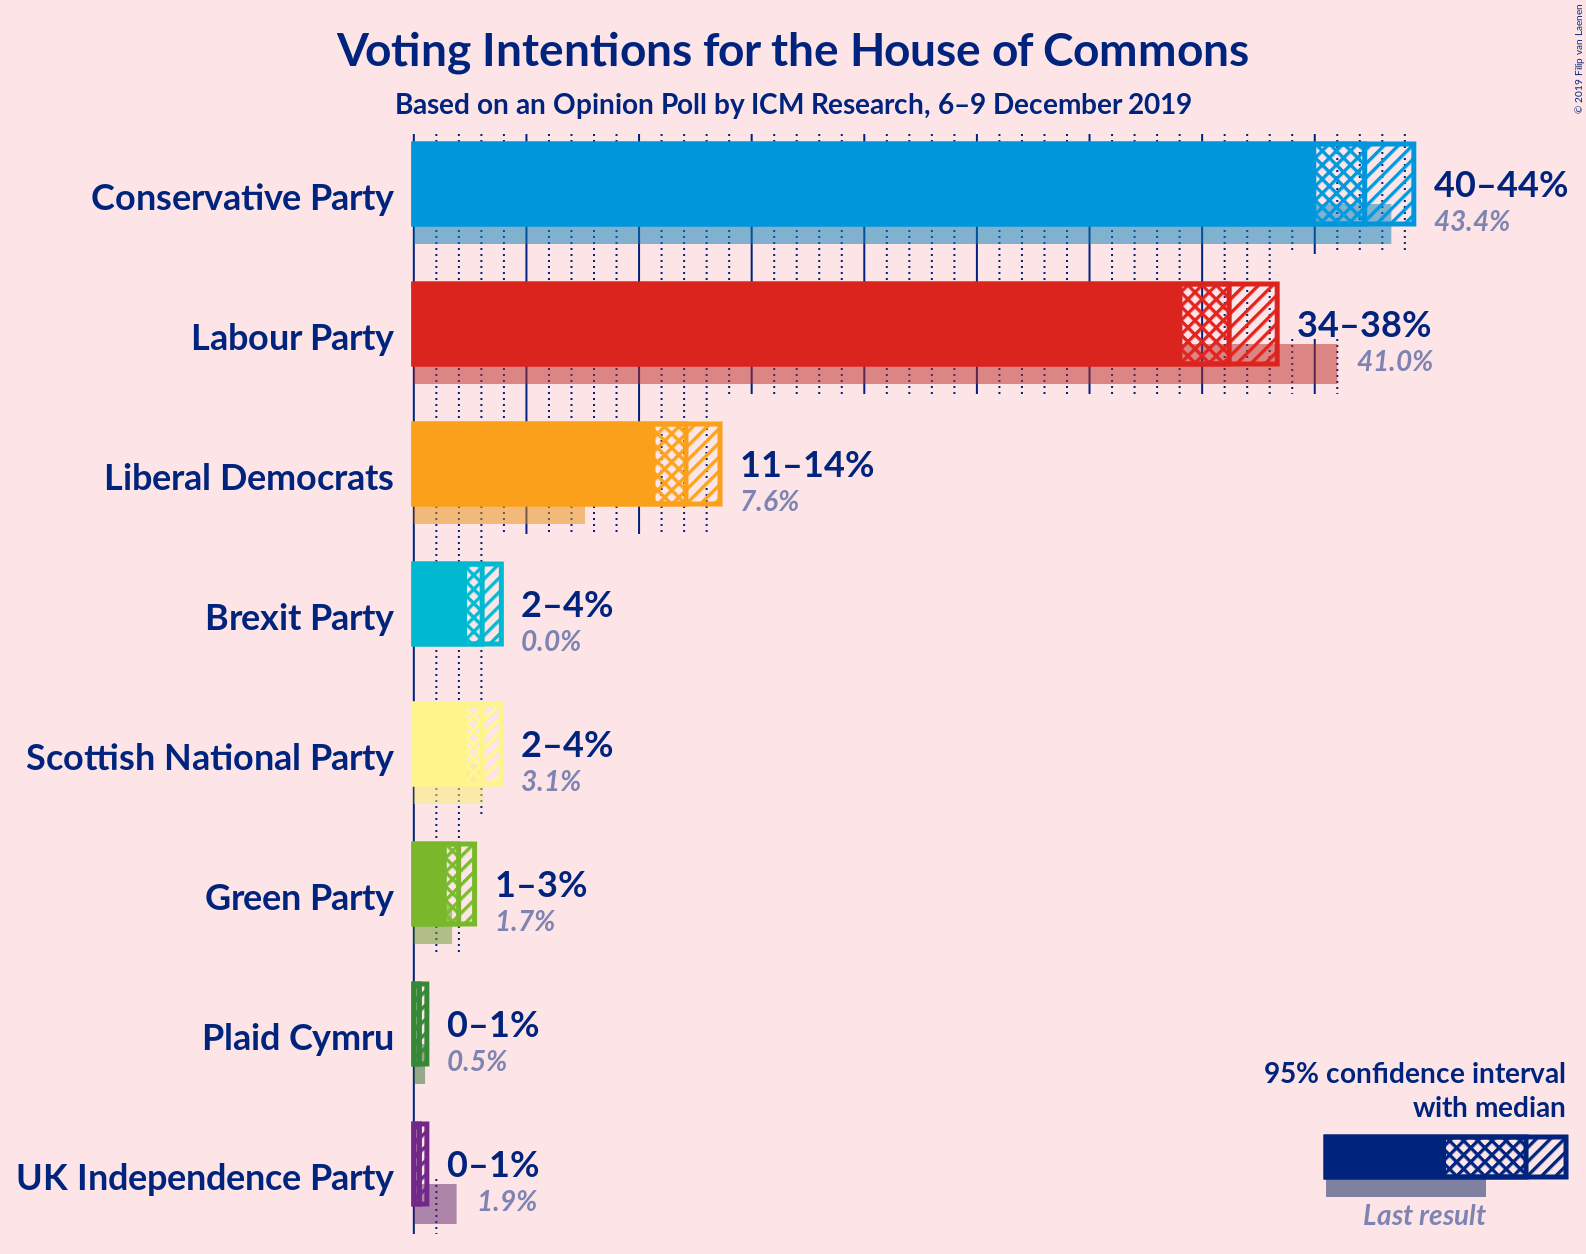 Voting Intentions for the House of Commons
Based on an Opinion Poll by ICM Research, 6–9 December 2019
© 2019 Filip van Laenen
Conservative Party
40–44%
43.4%
Labour Party
34–38%
41.0%
Liberal Democrats
11–14%
7.6%
Brexit Party
2–4%
0.0%
Scottish National Party
2–4%
3.1%
Green Party
1–3%
1.7%
Plaid Cymru
0–1%
0.5%
UK Independence Party
0–1%
1.9%
95% confidence interval
with median
Last result